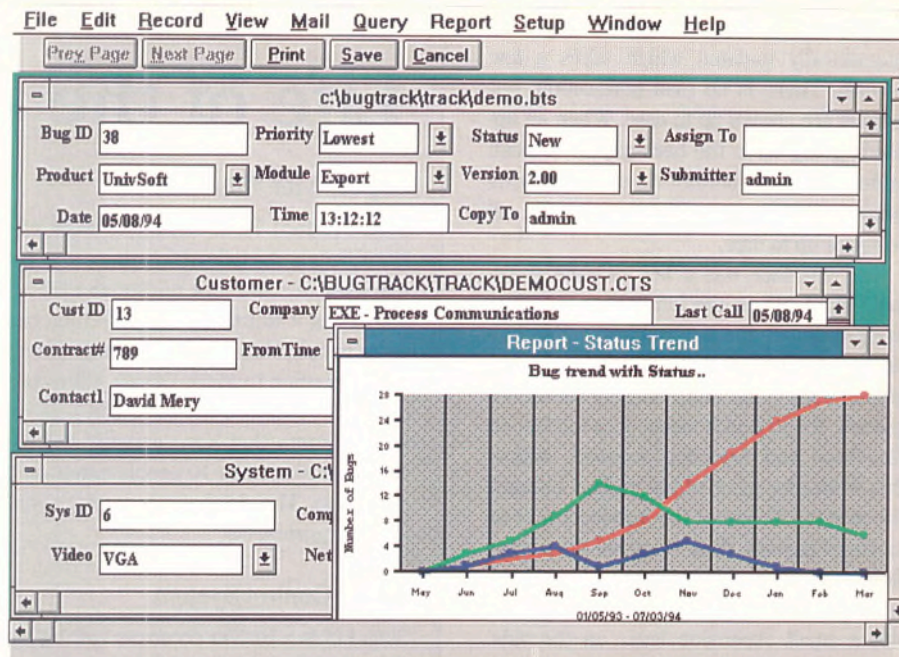 File Edit Record View Mail Query Report Setup Window Help
Prev Page Next Page Print Save Cancel
c:\bugtrack\track\demo.bts
Bug ID 38 Priority Lowest Status New Assign To
Product UnivSoft Module Export Version 2.00 Submitter admin
Date 05/08/94 Time 13:12:12 Copy To admin
Customer - C:\BUGTRACK\TRACK\DEMOCUST.CTS
Cust ID 13 Company EXE - Process Communications Last Call 05/08/94
Contract# 789 FromTime
Contact1 David Mery
Report - Status Trend
Bug trend with Status..
Number of Bugs
28
24
20
16
12
8
4
0
May Jun Jul Aug Sep Oct Nov Dec Jan Feb Mar
01/05/93 - 07/03/94
System - C:\
Sys ID 6 Comp
Video VGA Net